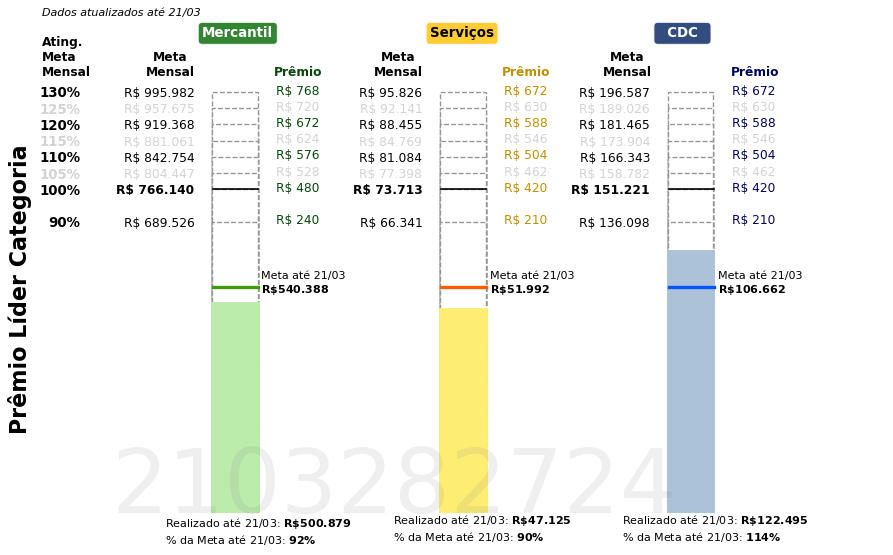 Dados atualizados até 21/03
Mercantil Serviços CDC
Ating. Meta Mensal Meta Mensal Prêmio Meta Mensal Prêmio Meta Mensal Prêmio
130% R$ 995.982 R$ 768 R$ 95.826 R$ 672 R$ 196.587 R$ 672
125% R$ 957.675 R$ 720 R$ 92.141 R$ 630 R$ 189.026 R$ 630
120% R$ 919.368 R$ 672 R$ 88.455 R$ 588 R$ 181.465 R$ 588
115% R$ 881.061 R$ 624 R$ 84.769 R$ 546 R$ 173.904 R$ 546
110% R$ 842.754 R$ 576 R$ 81.084 R$ 504 R$ 166.343 R$ 504
105% R$ 804.447 R$ 528 R$ 77.398 R$ 462 R$ 158.782 R$ 462
100% R$ 766.140 R$ 480 R$ 73.713 R$ 420 R$ 151.221 R$ 420
90% R$ 689.526 R$ 240 R$ 66.341 R$ 210 R$ 136.098 R$ 210
Meta até 21/03 Meta até 21/03 Meta até 21/03
R$540.388 R$51.992 R$106.662
Prêmio Líder Categoria
2103282724
Realizado até 21/03: R$500.879 Realizado até 21/03: R$47.125 Realizado até 21/03: R$122.495
% da Meta até 21/03: 92% % da Meta até 21/03: 90% % da Meta até 21/03: 114%